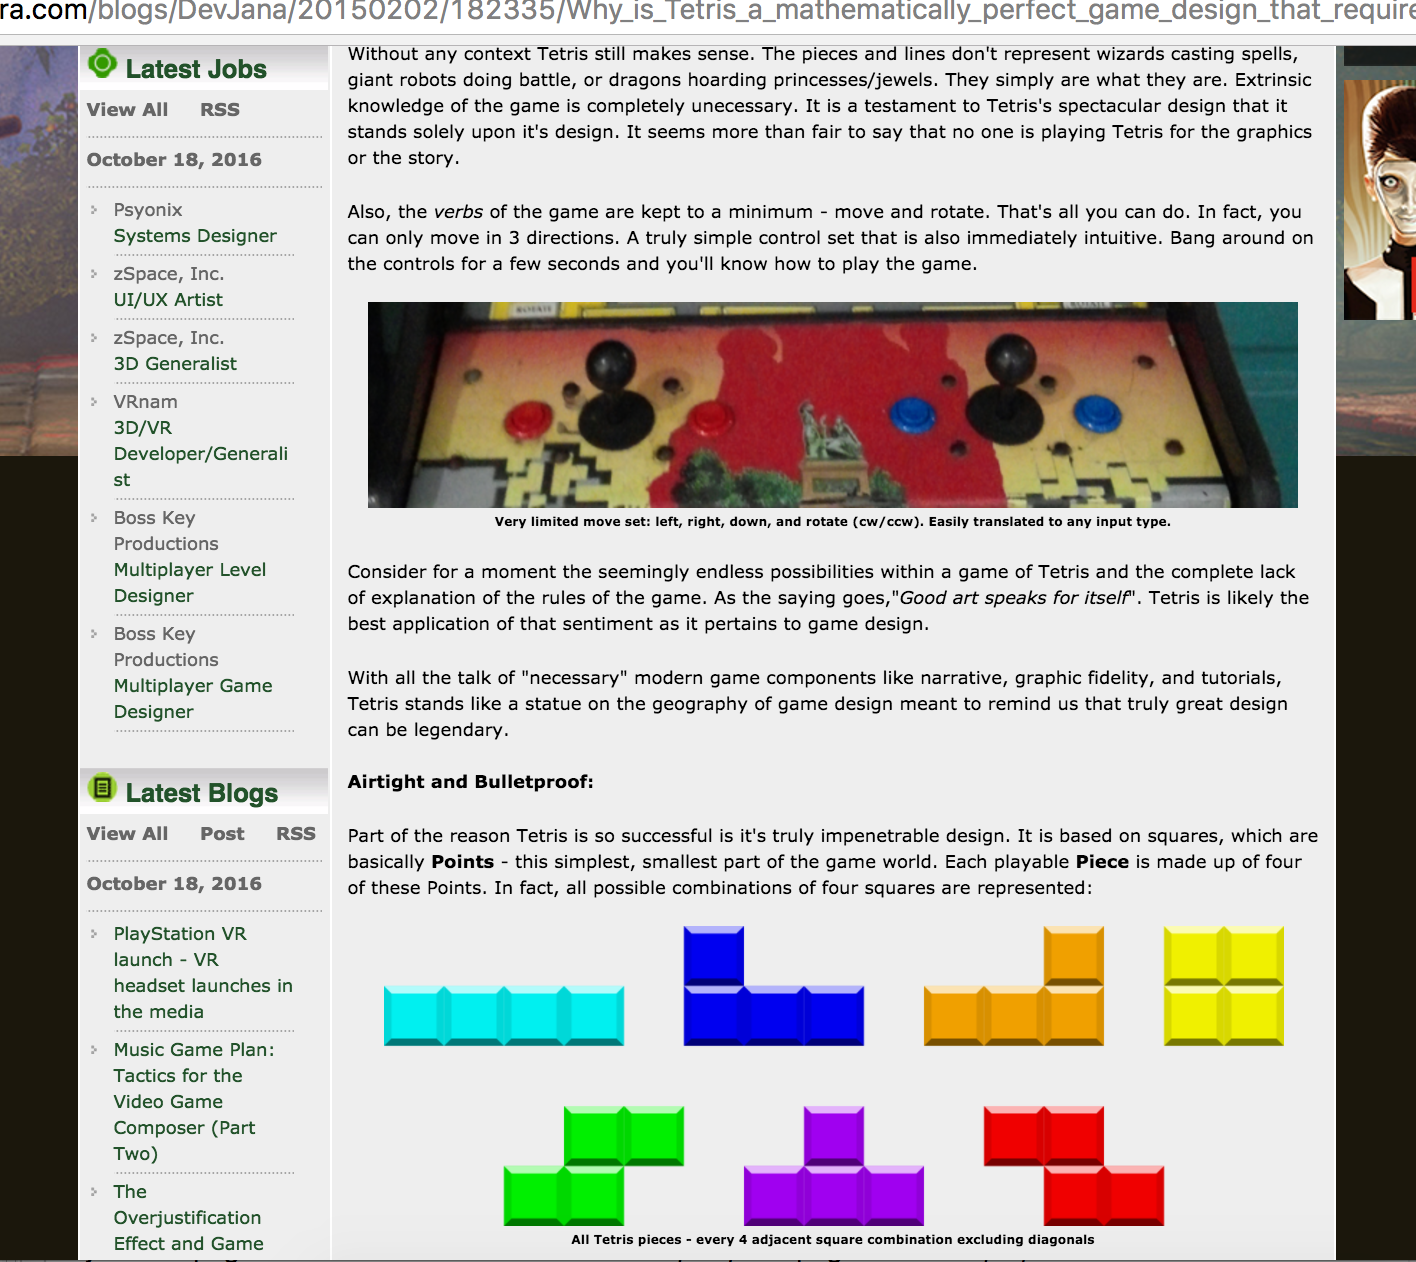 ra.com/blogs/DevJana/20150202/182335/Why_is_Tetris_a_mathematically_perfect_game_design_that_require
Latest Jobs
View All RSS
October 18, 2016
Psyonix
Systems Designer
zSpace, Inc.
UI/UX Artist
zSpace, Inc.
3D Generalist
VRnam
3D/VR
Developer/Generali
st
Boss Key
Productions
Multiplayer Level
Designer
Boss Key
Productions
Multiplayer Game
Designer
Latest Blogs
View All Post RSS
October 18, 2016
PlayStation VR
launch - VR
headset launches in
the media
Music Game Plan:
Tactics for the
Video Game
Composer (Part
Two)
The
Overjustification
Effect and Game
Without any context Tetris still makes sense. The pieces and lines don't represent wizards casting spells,
giant robots doing battle, or dragons hoarding princesses/jewels. They simply are what they are. Extrinsic
knowledge of the game is completely unecessary. It is a testament to Tetris's spectacular design that it
stands solely upon it's design. It seems more than fair to say that no one is playing Tetris for the graphics
or the story.
Also, the verbs of the game are kept to a minimum - move and rotate. That's all you can do. In fact, you
can only move in 3 directions. A truly simple control set that is also immediately intuitive. Bang around on
the controls for a few seconds and you'll know how to play the game.
ROTATE
Very limited move set: left, right, down, and rotate (cw/ccw). Easily translated to any input type.
Consider for a moment the seemingly endless possibilities within a game of Tetris and the complete lack
of explanation of the rules of the game. As the saying goes,"Good art speaks for itself". Tetris is likely the
best application of that sentiment as it pertains to game design.
With all the talk of "necessary" modern game components like narrative, graphic fidelity, and tutorials,
Tetris stands like a statue on the geography of game design meant to remind us that truly great design
can be legendary.
Airtight and Bulletproof:
Part of the reason Tetris is so successful is it's truly impenetrable design. It is based on squares, which are
basically Points - this simplest, smallest part of the game world. Each playable Piece is made up of four
of these Points. In fact, all possible combinations of four squares are represented:
All Tetris pieces - every 4 adjacent square combination excluding diagonals